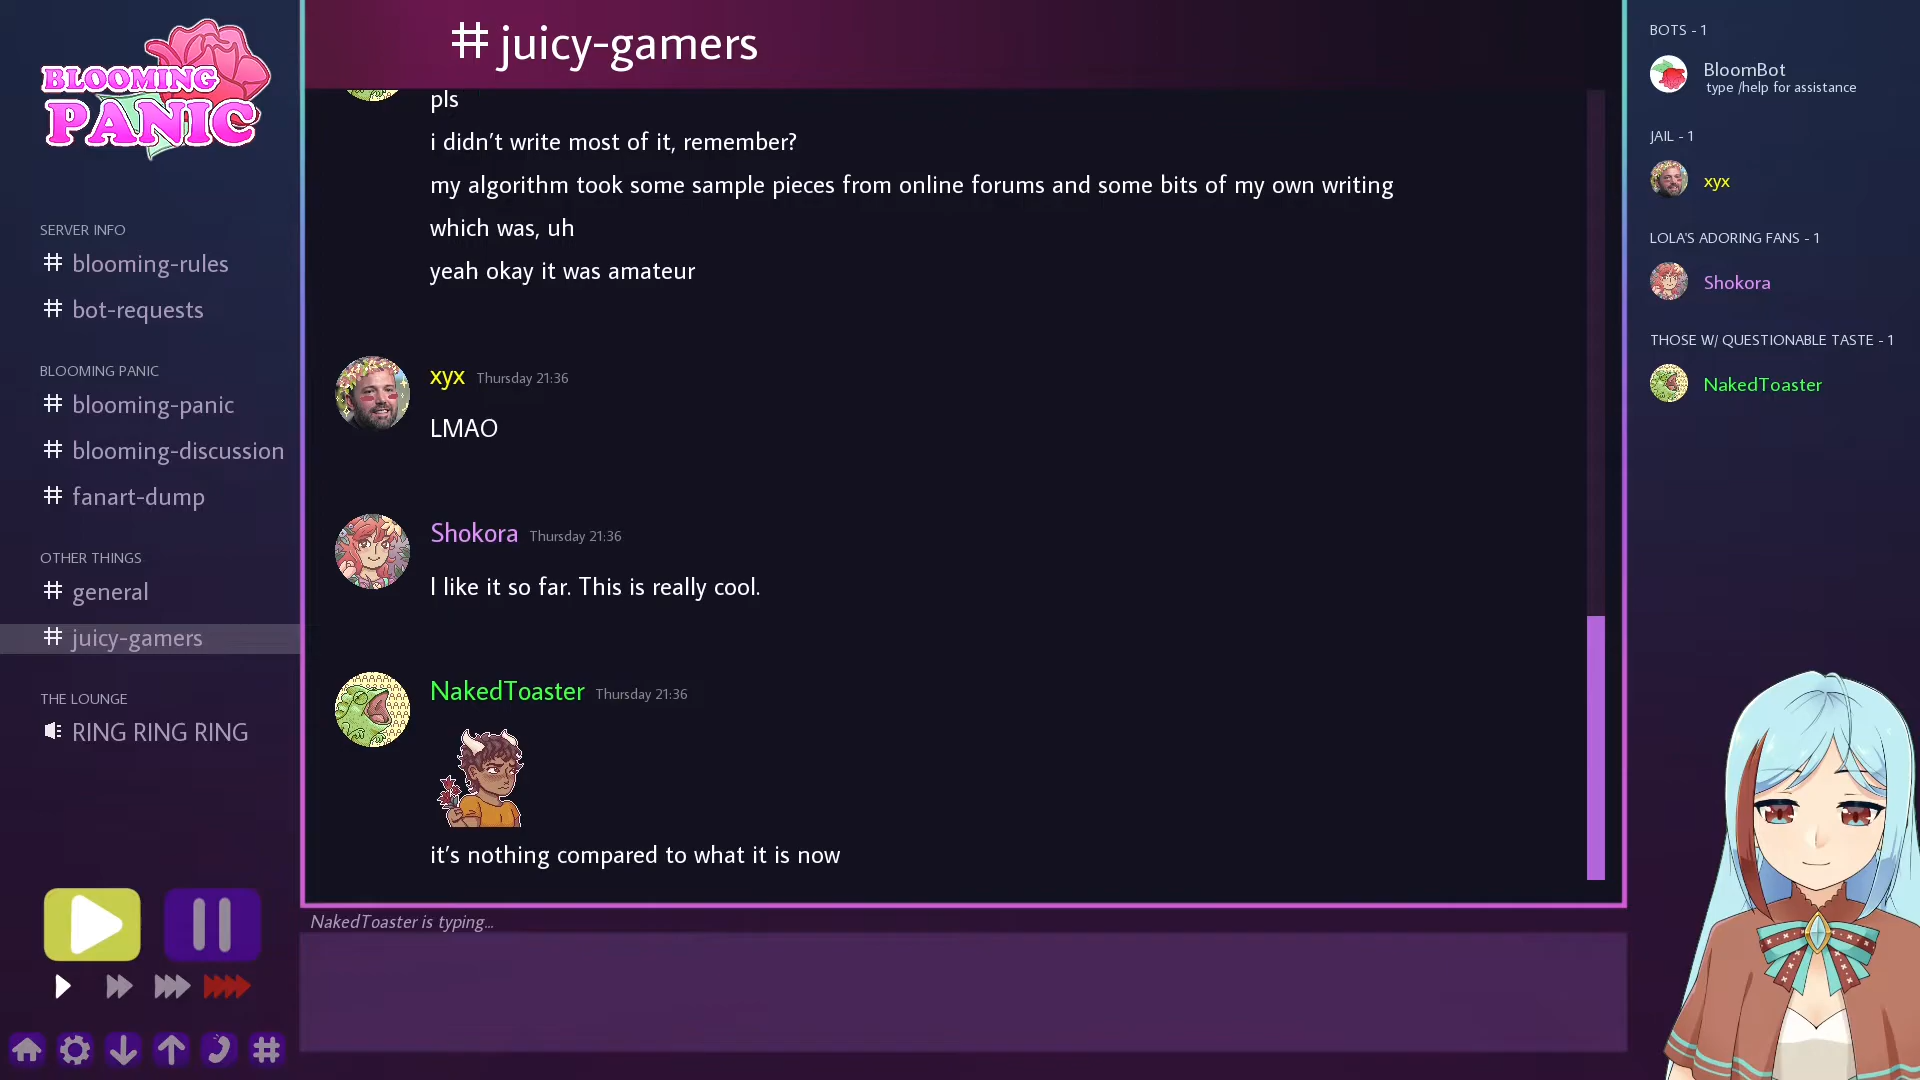 BLOOMING
PANIC
SERVER INFO
# blooming-rules
# bot-requests
BLOOMING PANIC
# blooming-panic
# blooming-discussion
# fanart-dump
OTHER THINGS
# general
# juicy-gamers
THE LOUNGE
RING RING RING
# juicy-gamers
pls
i didn't write most of it, remember?
my algorithm took some sample pieces from online forums and some bits of my own writing
which was, uh
yeah okay it was amateur
xyx Thursday 21:36
LMAO
Shokora Thursday 21:36
I like it so far. This is really cool.
NakedToaster Thursday 21:36
it's nothing compared to what it is now
NakedToaster is typing...
BOTS - 1
BloomBot
type /help for assistance
JAIL - 1
xyx
LOLA'S ADORING FANS - 1
Shokora
THOSE W/ QUESTIONABLE TASTE - 1
NakedToaster